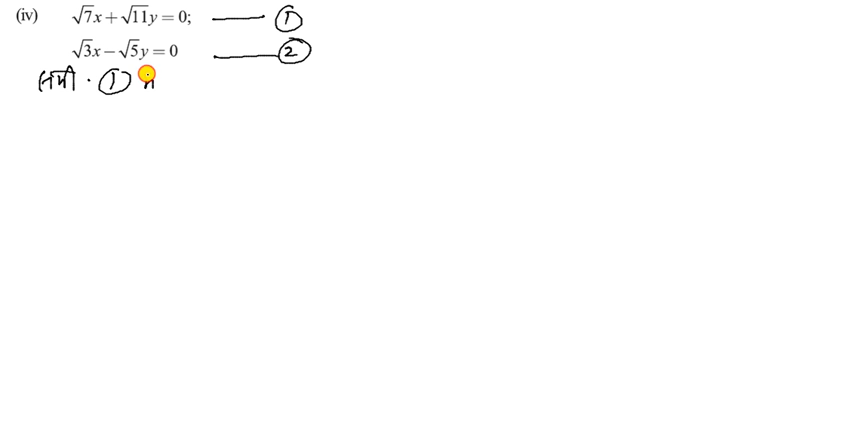 (iv) √7x + √11y = 0; ——— ①
√3x − √5y = 0 ——— ②
समी · ①